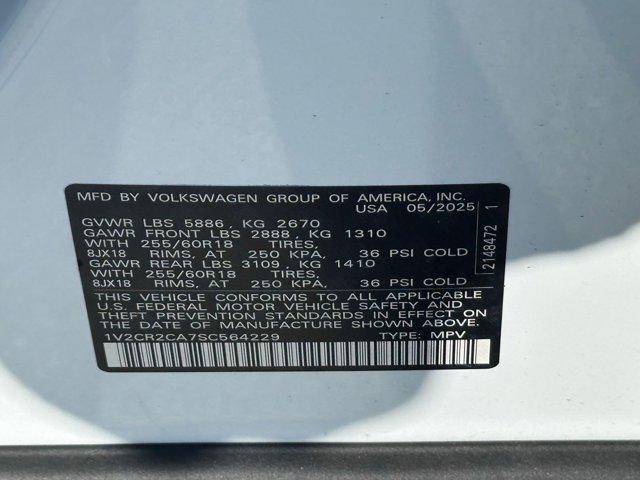 MFD BY VOLKSWAGEN GROUP OF AMERICA, INC.
USA 05/2025
GVWR LBS 5886, KG 2670
GAWR FRONT LBS 2888, KG 1310
WITH 255/60R18 TIRES,
8JX18 RIMS, AT 250 KPA, 36 PSI COLD
GAWR REAR LBS 3109, KG 1410
WITH 255/60R18 TIRES,
8JX18 RIMS, AT 250 KPA, 36 PSI COLD
THIS VEHICLE CONFORMS TO ALL APPLICABLE
U.S. FEDERAL MOTOR VEHICLE SAFETY AND
THEFT PREVENTION STANDARDS IN EFFECT ON
THE DATE OF MANUFACTURE SHOWN ABOVE.
1V2CR2CA7SC564229 TYPE: MPV
2148472 1